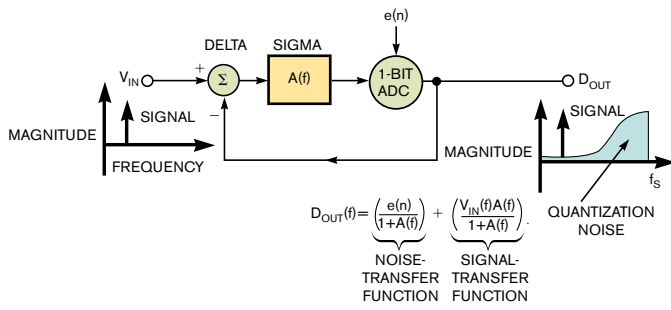 e(n)
DELTA
SIGMA
V_IN
+
Σ
A(f)
1-BIT
ADC
D_OUT
−
SIGNAL
MAGNITUDE
FREQUENCY
SIGNAL
MAGNITUDE
f_S
QUANTIZATION
NOISE
D_OUT(f)=(e(n)/1+A(f)) + (V_IN(f)A(f)/1+A(f)).
NOISE-
TRANSFER
FUNCTION
SIGNAL-
TRANSFER
FUNCTION